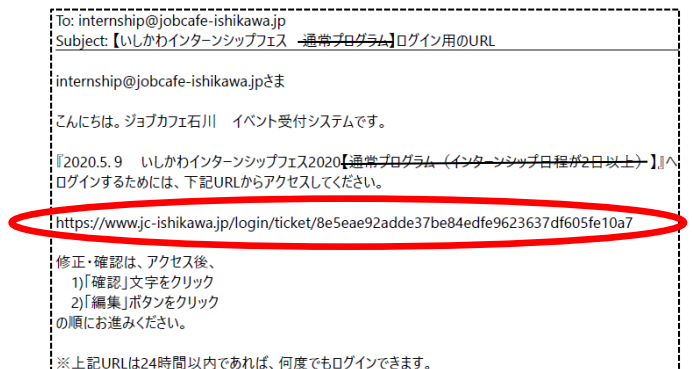 To: internship@jobcafe-ishikawa.jp
Subject: 【いしかわインターンシップフェス　通常プログラム】ログイン用のURL
internship@jobcafe-ishikawa.jpさま
こんにちは。ジョブカフェ石川　イベント受付システムです。
『2020.5.９　いしかわインターンシップフェス2020【通常プログラム（インターンシップ日程が2日以上）】』へ
ログインするためには、下記URLからアクセスしてください。
https://www.jc-ishikawa.jp/login/ticket/8e5eae92adde37be84edfe9623637df605fe10a7
修正・確認は、アクセス後、
1)「確認」文字をクリック
2)「編集」ボタンをクリック
の順にお進みください。
※上記URLは24時間以内であれば、何度でもログインできます。